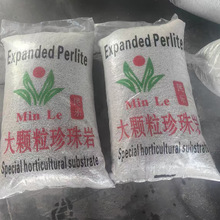 Expanded Perlite
Min Le
大颗粒珍珠岩
Special horticultural substrate
Expanded Perlite
Min Le
大颗粒珍珠岩
Special horticultural substrate